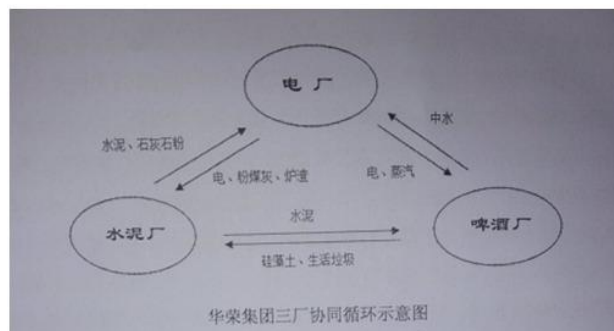 电 厂
中水
水泥、石灰石粉
电、粉煤灰、炉渣
电、蒸汽
水泥厂
水泥
啤酒厂
硅藻土、生活垃圾
华荣集团三厂协同循环示意图